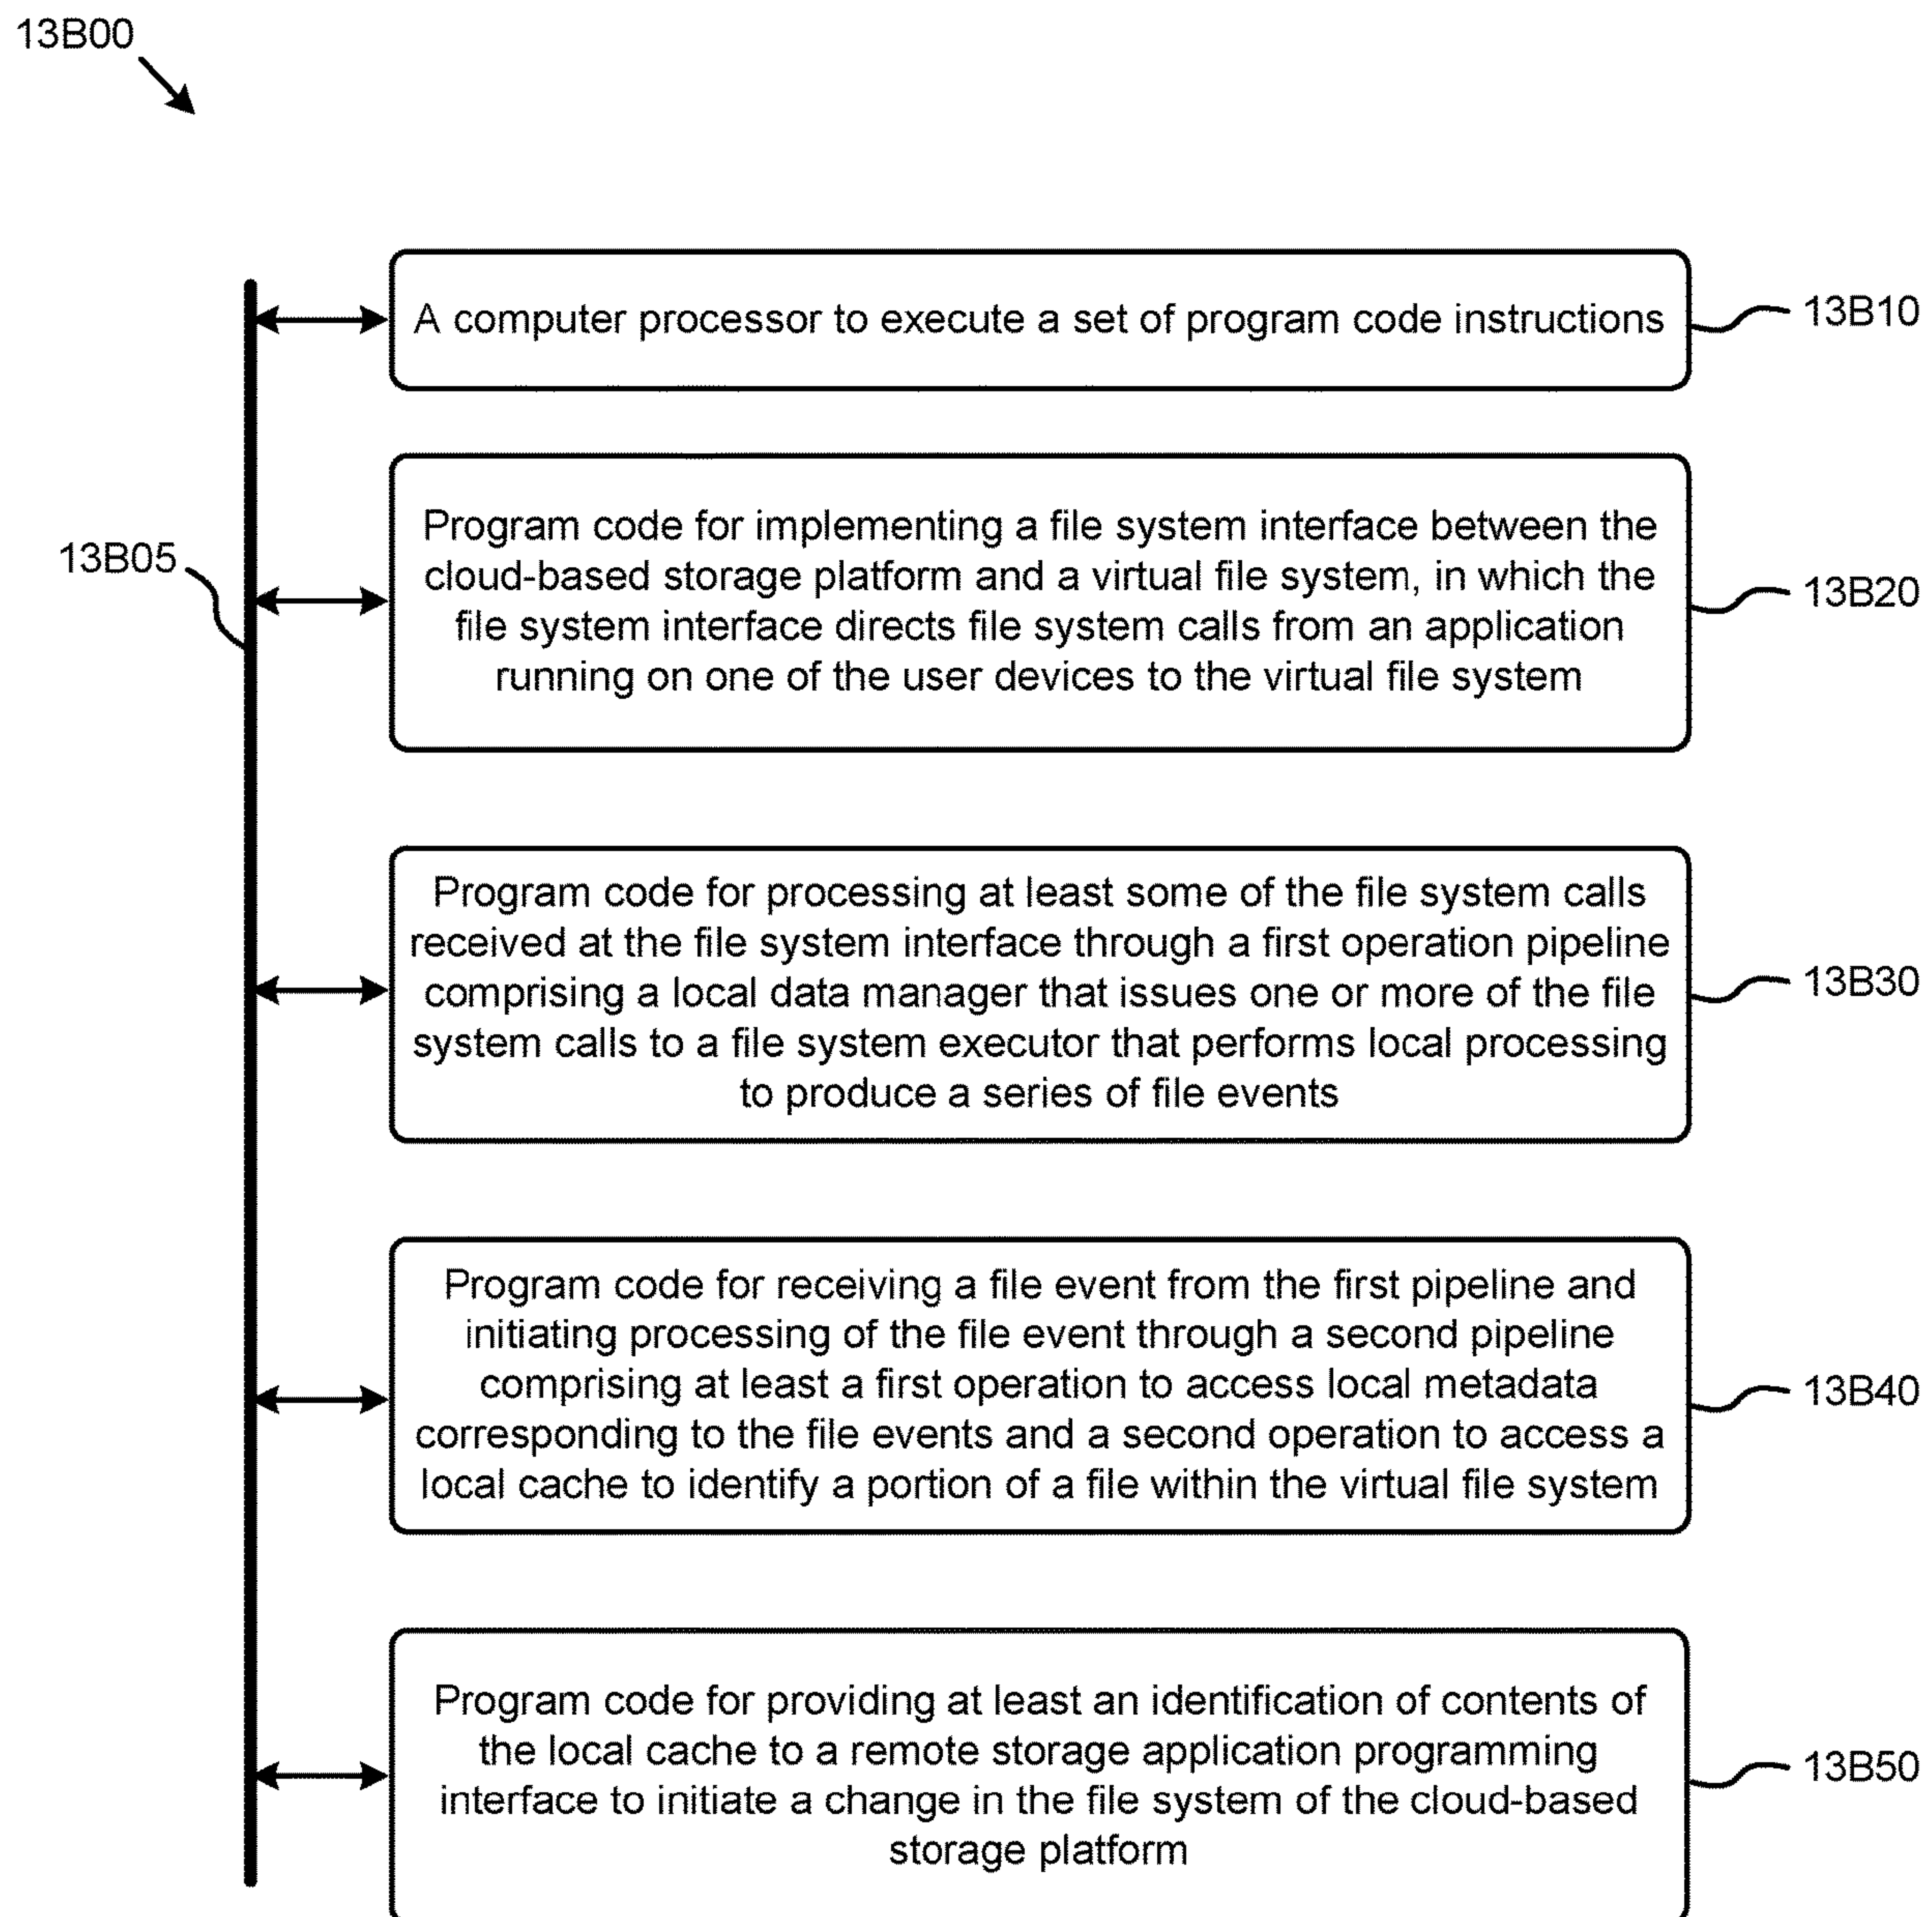 13B00
A computer processor to execute a set of program code instructions
13B10
13B05
Program code for implementing a file system interface between the
cloud-based storage platform and a virtual file system, in which the
file system interface directs file system calls from an application
running on one of the user devices to the virtual file system
13B20
Program code for processing at least some of the file system calls
received at the file system interface through a first operation pipeline
comprising a local data manager that issues one or more of the file
system calls to a file system executor that performs local processing
to produce a series of file events
13B30
Program code for receiving a file event from the first pipeline and
initiating processing of the file event through a second pipeline
comprising at least a first operation to access local metadata
corresponding to the file events and a second operation to access a
local cache to identify a portion of a file within the virtual file system
13B40
Program code for providing at least an identification of contents of
the local cache to a remote storage application programming
interface to initiate a change in the file system of the cloud-based
storage platform
13B50